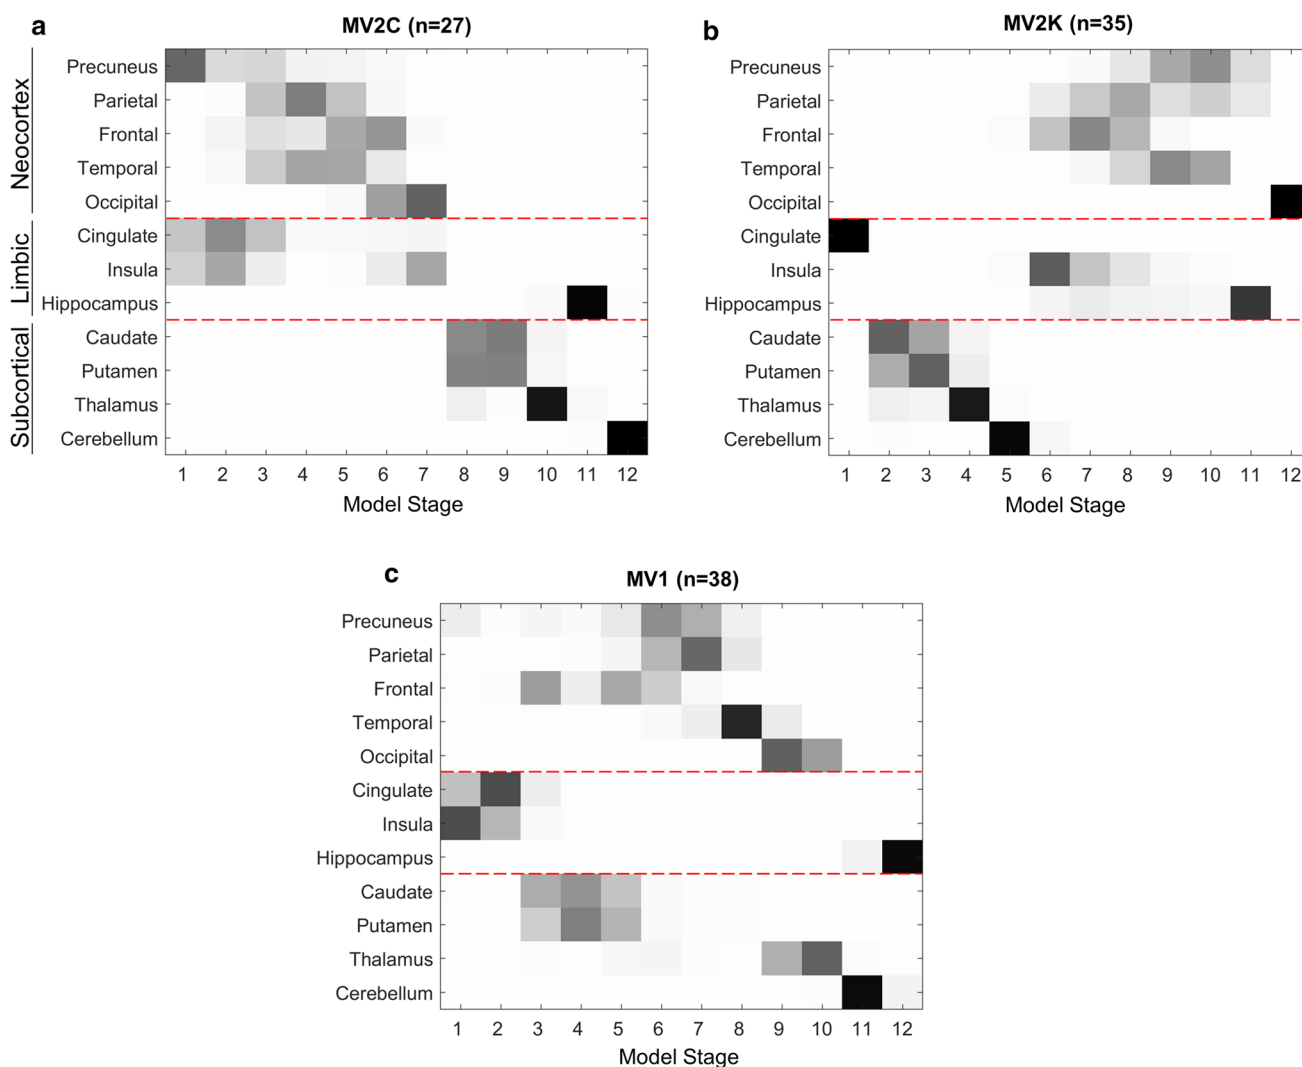 a
MV2C (n=27)
Neocortex
Limbic
Subcortical
Precuneus
Parietal
Frontal
Temporal
Occipital
Cingulate
Insula
Hippocampus
Caudate
Putamen
Thalamus
Cerebellum
1 2 3 4 5 6 7 8 9 10 11 12
Model Stage
b
MV2K (n=35)
Precuneus
Parietal
Frontal
Temporal
Occipital
Cingulate
Insula
Hippocampus
Caudate
Putamen
Thalamus
Cerebellum
1 2 3 4 5 6 7 8 9 10 11 12
Model Stage
c
MV1 (n=38)
Precuneus
Parietal
Frontal
Temporal
Occipital
Cingulate
Insula
Hippocampus
Caudate
Putamen
Thalamus
Cerebellum
1 2 3 4 5 6 7 8 9 10 11 12
Model Stage